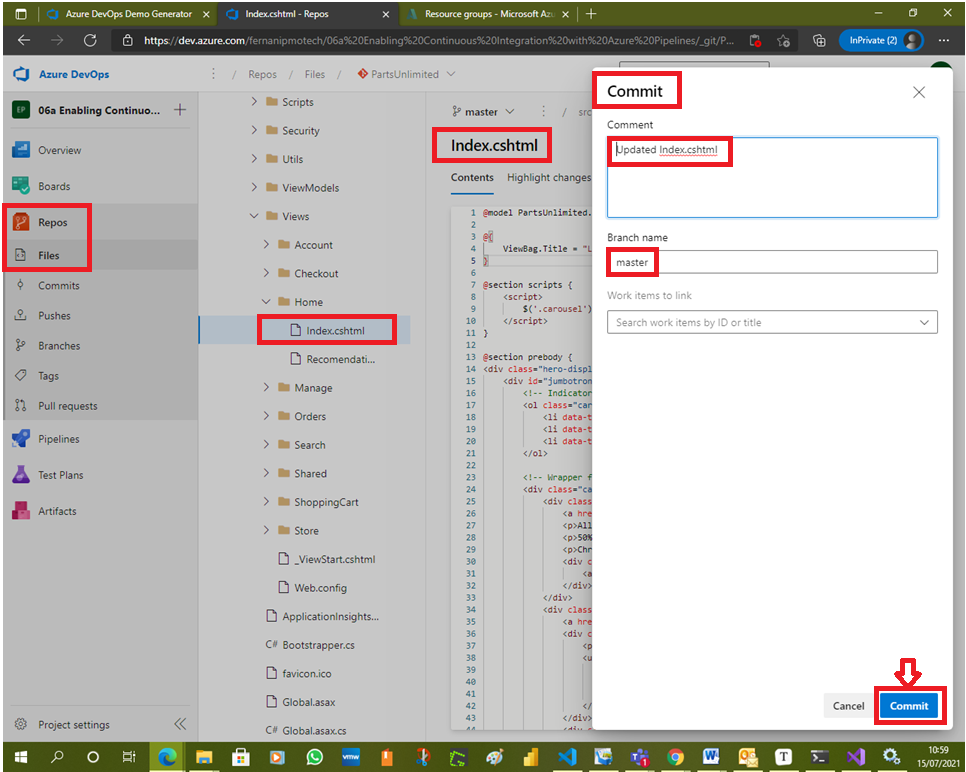 Azure DevOps Demo Generator
Index.cshtml - Repos
Resource groups - Microsoft Azu
https://dev.azure.com/fernanipmotech/06a%20Enabling%20Continuous%20Integration%20with%20Azure%20Pipelines/_git/P...
InPrivate (2)
Azure DevOps
/ Repos / Files / PartsUnlimited
EP 06a Enabling Continuo...
Overview
Boards
Repos
Files
Commits
Pushes
Branches
Tags
Pull requests
Pipelines
Test Plans
Artifacts
Project settings
Scripts
Security
Utils
ViewModels
Views
Account
Checkout
Home
Index.cshtml
Recomendati...
Manage
Orders
Search
Shared
ShoppingCart
Store
_ViewStart.cshtml
Web.config
ApplicationInsights...
C# Bootstrapper.cs
favicon.ico
Global.asax
C# Global.asax.cs
master / src
Index.cshtml
Contents Highlight changes
1 @model PartsUnlimited.
2
3 @{
4 ViewBag.Title = "L
5 }
6
7 @section scripts {
8 <script>
9 $('.carousel')
10 </script>
11 }
12
13 @section prebody {
14 <div class="hero-displ
15 <div id="jumbotron
16 <!-- Indicator
17 <ol class="car
18 <li data-t
19 <li data-t
20 <li data-t
21 </ol>
22
23 <!-- Wrapper f
24 <div class="ca
25 <div class
26 <a hre
27 <p>All
28 <p>50%
29 <p>Chr
30 <div c
31 <a
32 </div>
33 </div>
34 <div class
35 <a hre
36 <div c
37 <p
38 <u
39
40
41
42 </
43 </div>
44 <div c
Commit
Comment
Updated Index.cshtml
Branch name
master
Work items to link
Search work items by ID or title
Cancel
Commit
vmw
10:59
15/07/2021